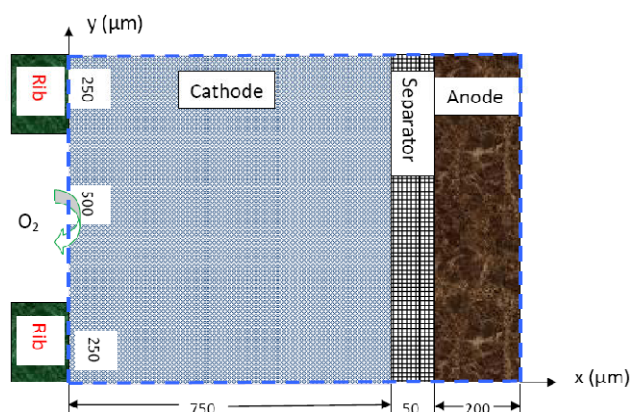 y (µm)
Rib
250
Cathode
Separator
Anode
500
O₂
Rib
250
x (µm)
750
50
200